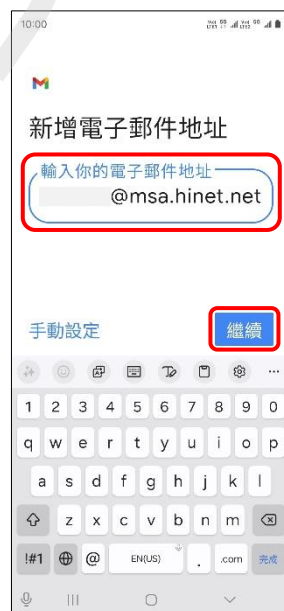 10:00
新增電子郵件地址
輸入你的電子郵件地址
@msa.hinet.net
手動設定
繼續
1 2 3 4 5 6 7 8 9 0
q w e r t y u i o p
a s d f g h j k l
z x c v b n m
!#1 @ EN(US) . .com 完成